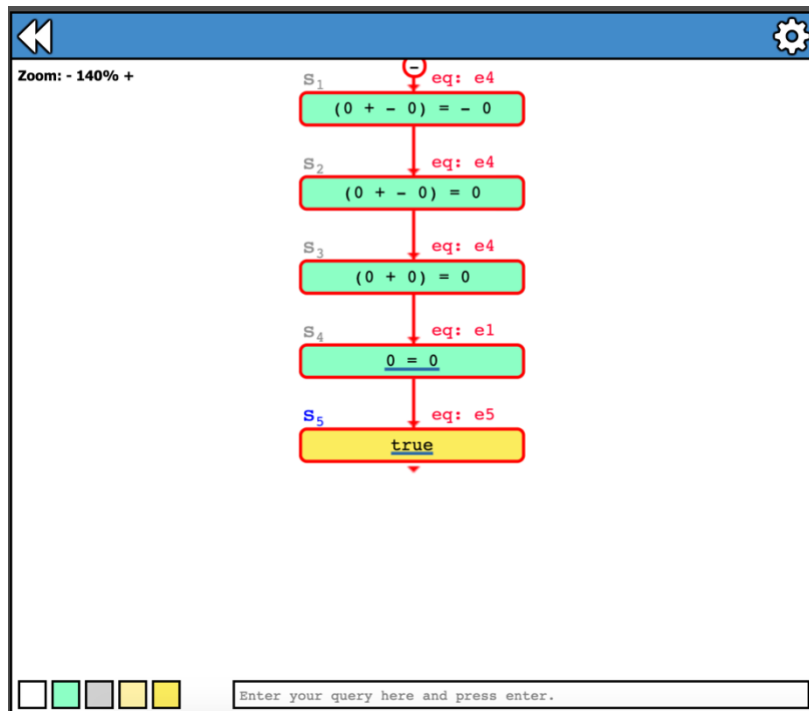 Zoom: - 140% +
S1 eq: e4
(0 + - 0) = - 0
S2 eq: e4
(0 + - 0) = 0
S3 eq: e4
(0 + 0) = 0
S4 eq: e1
0 = 0
S5 eq: e5
true
Enter your query here and press enter.